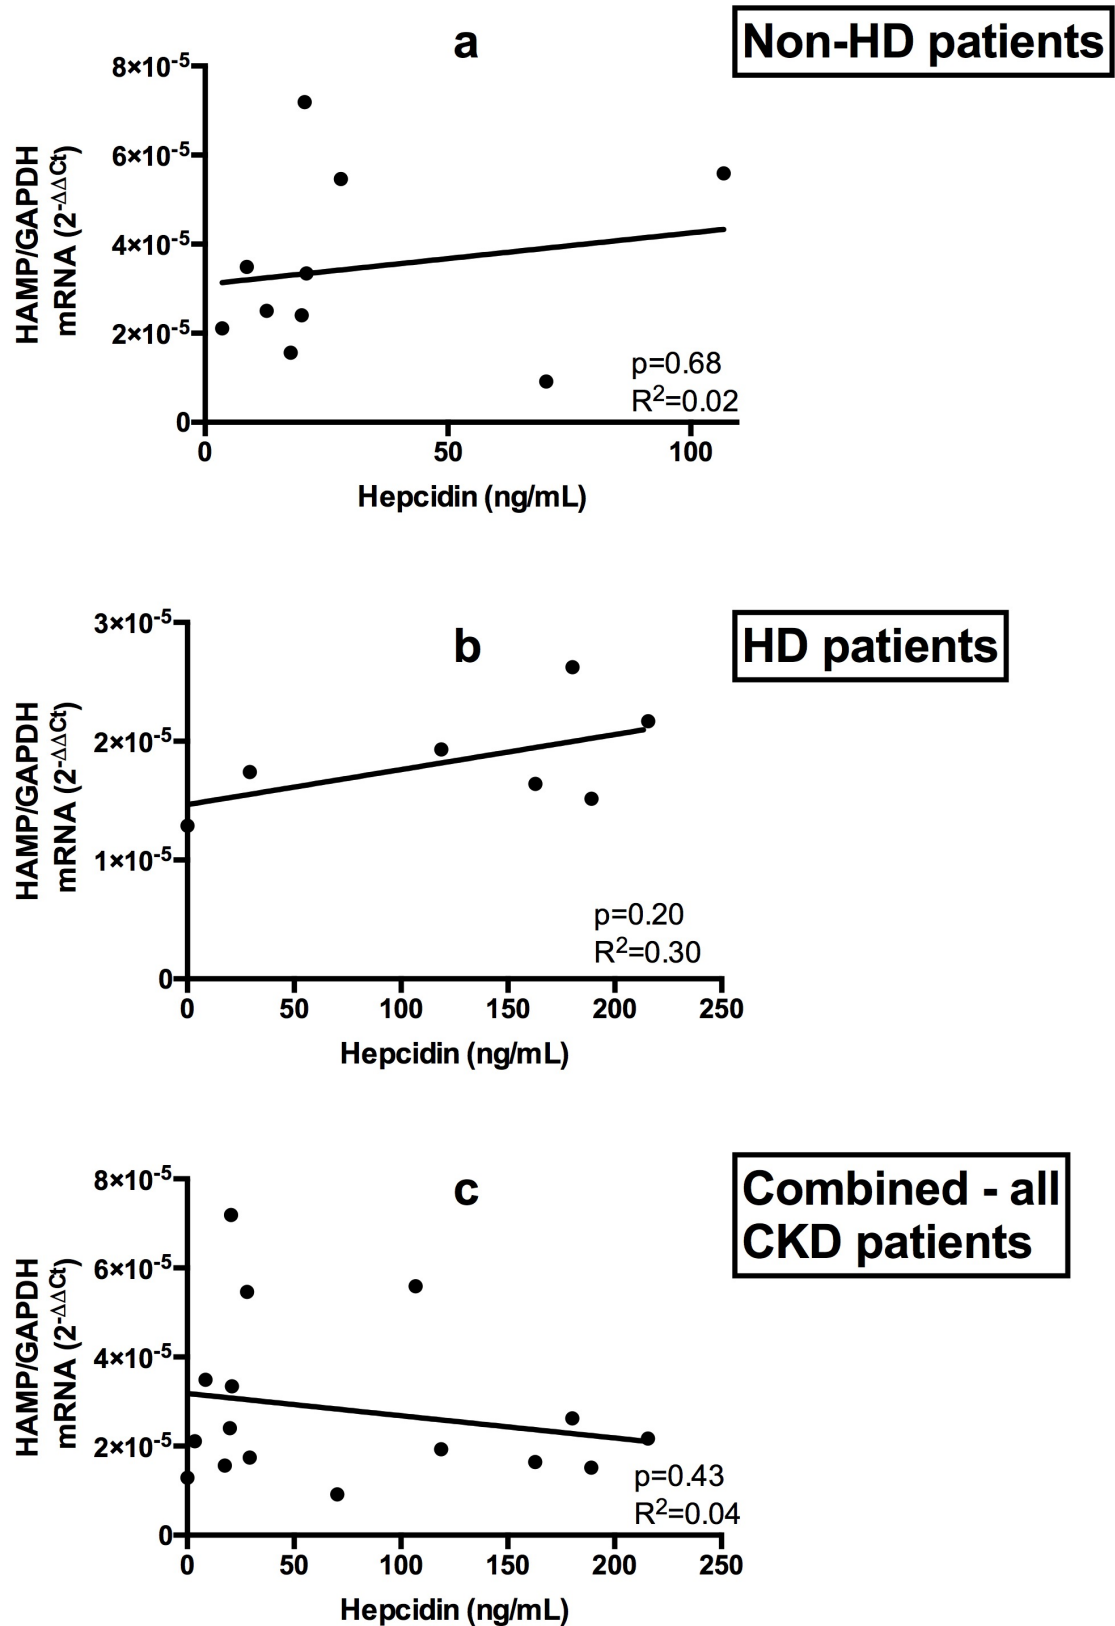 a
Non-HD patients
HAMP/GAPDH
mRNA (2⁻ΔΔCt)
8×10⁻⁵
6×10⁻⁵
4×10⁻⁵
2×10⁻⁵
0
p=0.68
R²=0.02
0 50 100
Hepcidin (ng/mL)
b
HD patients
HAMP/GAPDH
mRNA (2⁻ΔΔCt)
3×10⁻⁵
2×10⁻⁵
1×10⁻⁵
0
p=0.20
R²=0.30
0 50 100 150 200 250
Hepcidin (ng/mL)
c
Combined - all
CKD patients
HAMP/GAPDH
mRNA (2⁻ΔΔCt)
8×10⁻⁵
6×10⁻⁵
4×10⁻⁵
2×10⁻⁵
0
p=0.43
R²=0.04
0 50 100 150 200 250
Hepcidin (ng/mL)